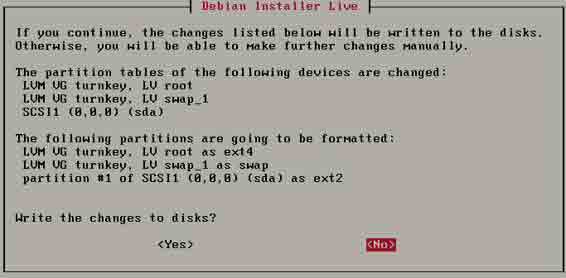 Debian Installer Live
If you continue, the changes listed below will be written to the disks.
Otherwise, you will be able to make further changes manually.
The partition tables of the following devices are changed:
LVM VG turnkey, LV root
LVM VG turnkey, LV swap_1
SCSI1 (0,0,0) (sda)
The following partitions are going to be formatted:
LVM VG turnkey, LV root as ext4
LVM VG turnkey, LV swap_1 as swap
partition #1 of SCSI1 (0,0,0) (sda) as ext2
Write the changes to disks?
<Yes> <No>